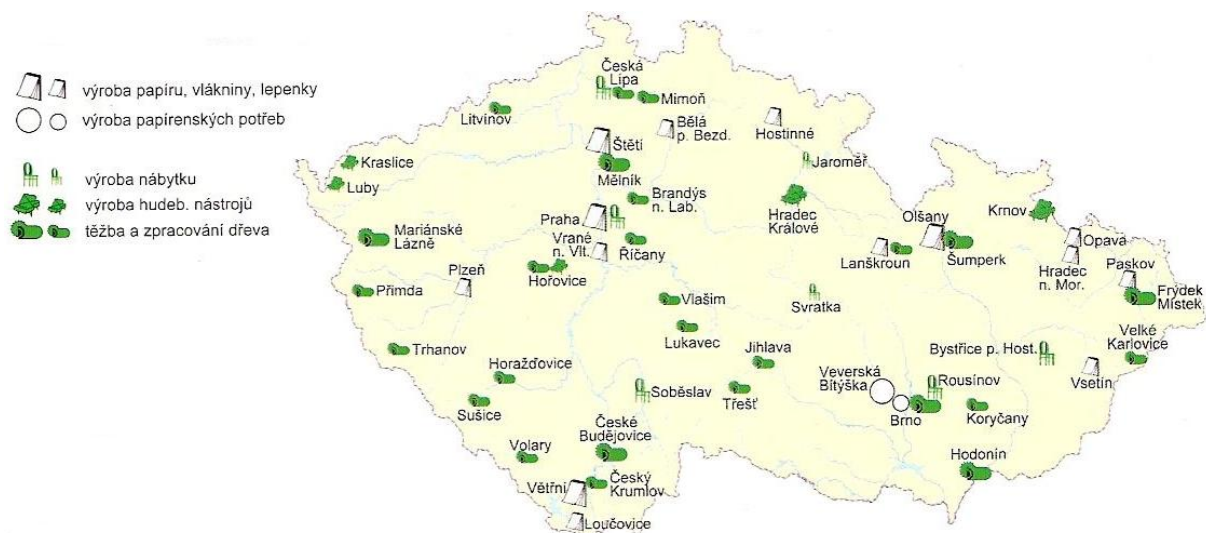 výroba papíru, vlákniny, lepenky
výroba papírenských potřeb
výroba nábytku
výroba hudeb. nástrojů
těžba a zpracování dřeva
Česká
Lípa
Mimoň
Litvínov
Bělá
p. Bezd.
Hostinné
Štětí
Jaroměř
Kraslice
Luby
Mělník
Brandýs
n. Lab.
Hradec
Králové
Krnov
Praha
Olšany
Opava
Mariánské
Lázně
Vrané
n. Vlt.
Říčany
Lanškroun
Šumperk
Hradec
n. Mor.
Paskov
Plzeň
Hořovice
Frýdek
Místek
Přimda
Vlašim
Svratka
Lukavec
Velké
Karlovice
Trhanov
Jihlava
Bystřice p. Host.
Horažďovice
Veverská
Bítýška
Vsetín
Soběslav
Třešť
Rousínov
Sušice
Brno
Koryčany
České
Budějovice
Volary
Hodonín
Větřní
Český
Krumlov
Loučovice